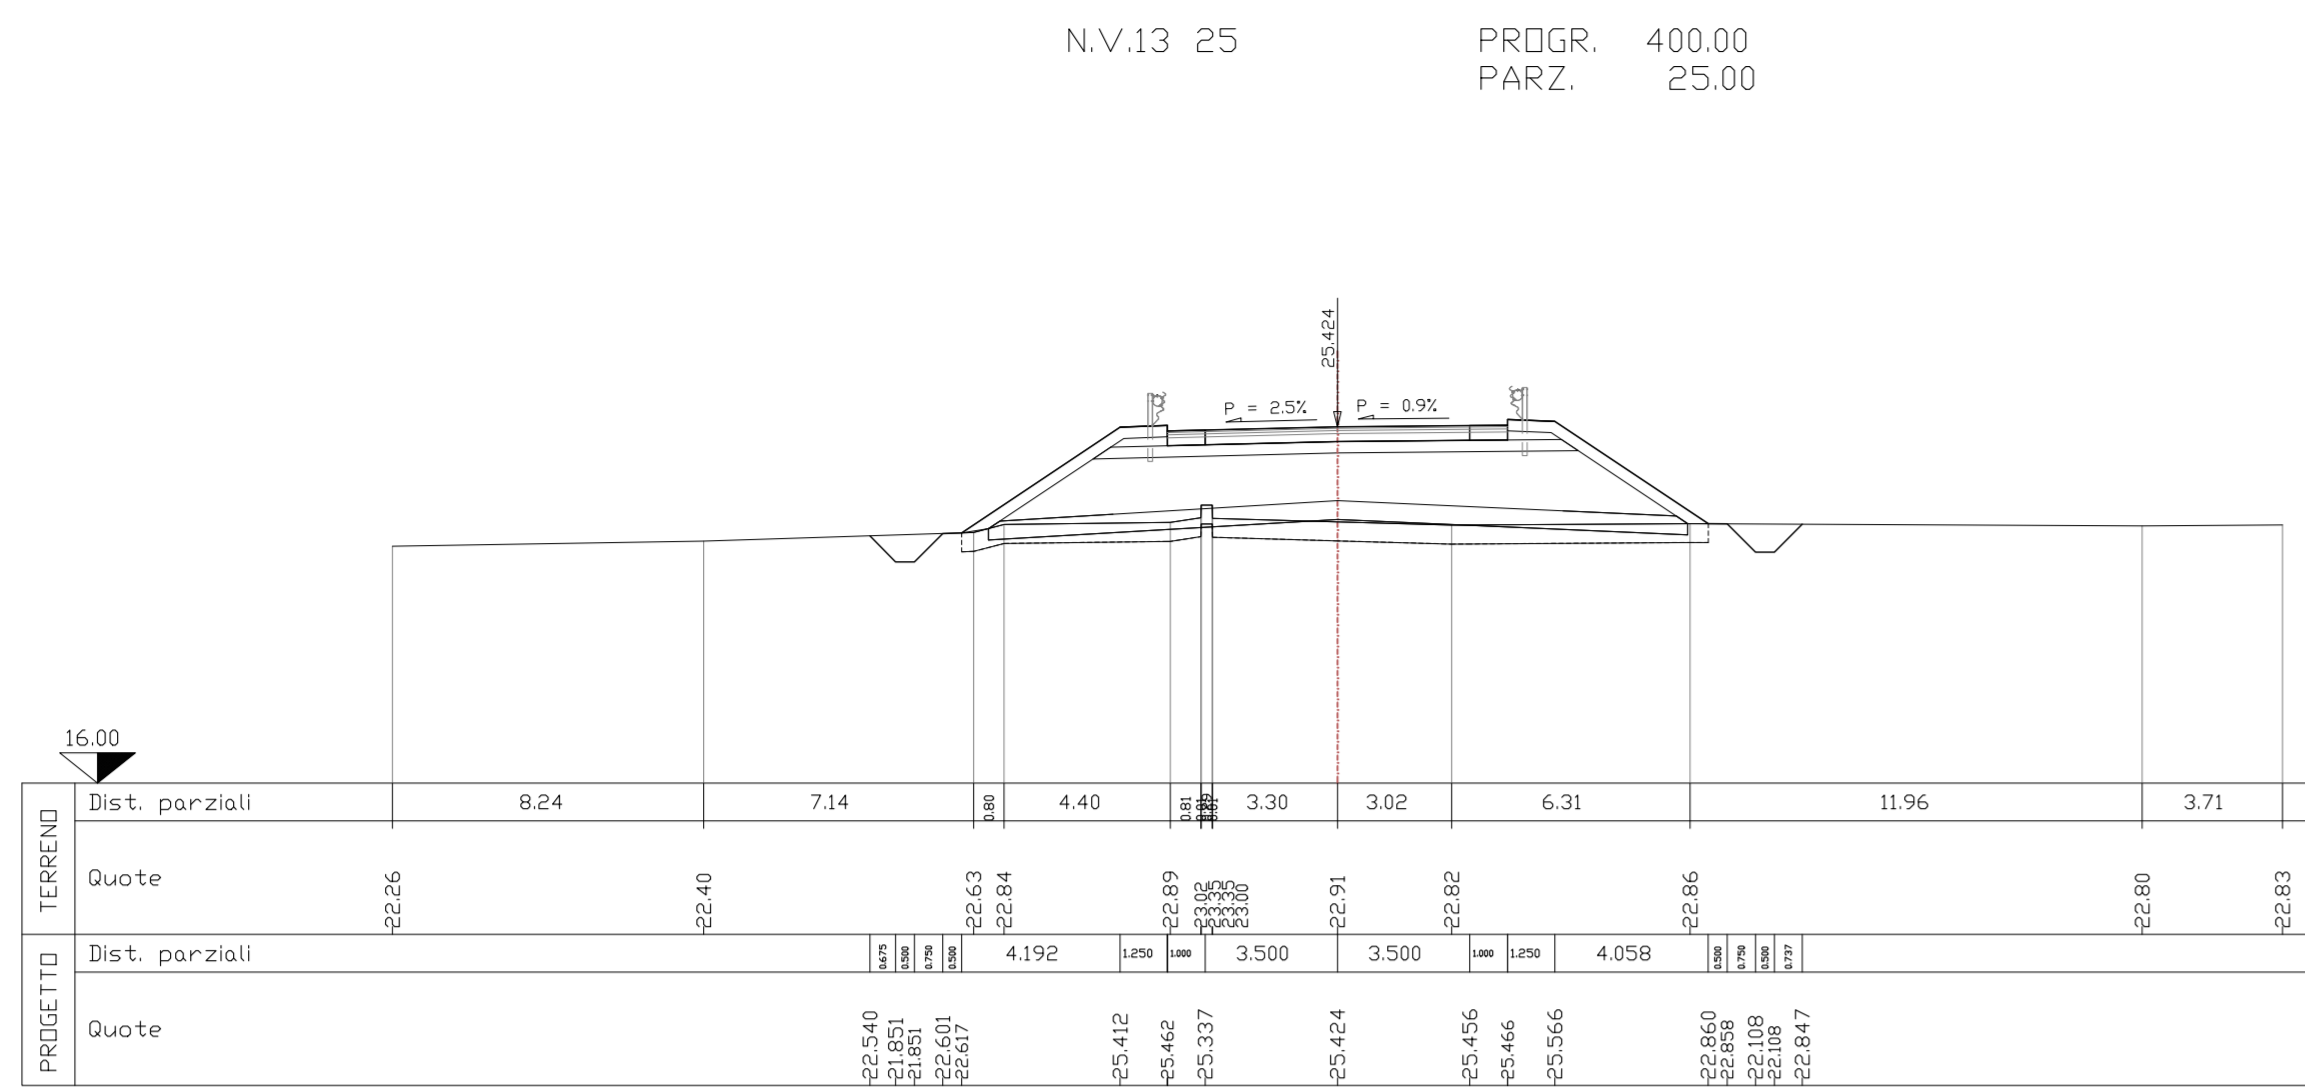 N.V.13 25
PROGR. 400.00
PARZ. 25.00
25.424
P = 2.5%
P = 0.9%
16.00
TERRENO
Dist. parziali 8.24 7.14 0.80 4.40 0.81 3.30 3.02 6.31 11.96 3.71
Quote 22.26 22.40 22.63 22.84 22.89 23.02 23.35 23.35 23.00 22.91 22.82 22.86 22.80 22.83
PROGETTO
Dist. parziali 0.675 0.500 0.750 0.500 4.192 1.250 1.000 3.500 3.500 1.000 1.250 4.058 0.500 0.750 0.500 0.737
Quote 22.540 21.851 21.851 22.601 22.617 25.412 25.462 25.337 25.424 25.456 25.466 25.566 22.860 22.858 22.108 22.108 22.847